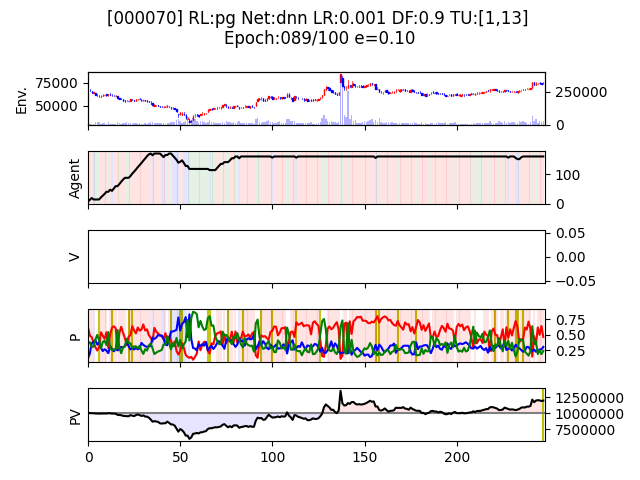 [000070] RL:pg Net:dnn LR:0.001 DF:0.9 TU:[1,13]
Epoch:089/100 e=0.10
Env.
75000
50000
250000
0
Agent
100
0
V
0.05
0.00
−0.05
P
0.75
0.50
0.25
PV
12500000
10000000
7500000
0
50
100
150
200